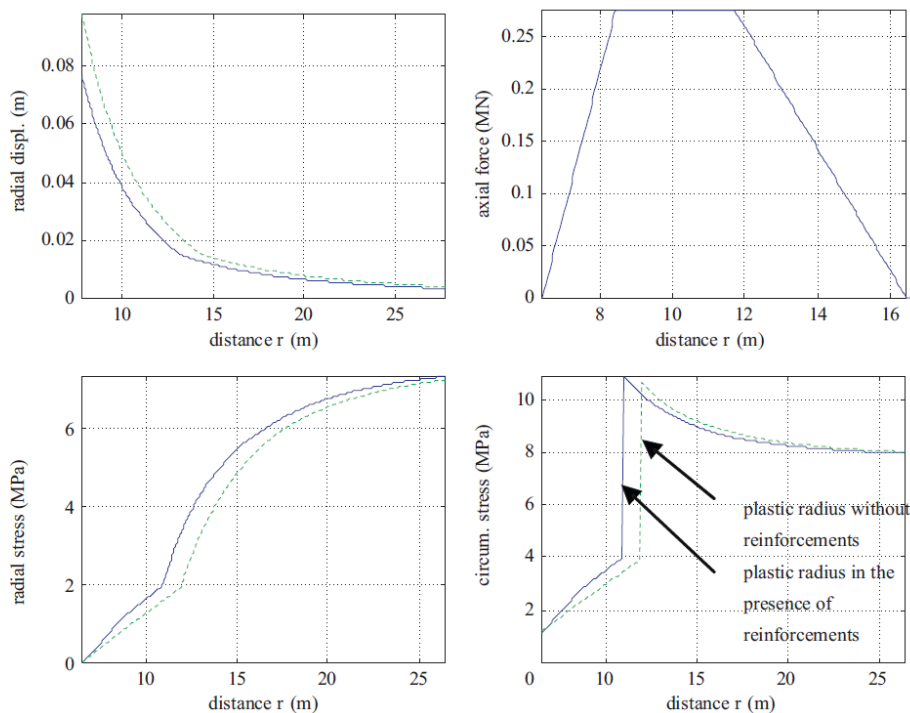 radial displ. (m)
0.08
0.06
0.04
0.02
0
10
15
20
25
distance r (m)
axial force (MN)
0.25
0.2
0.15
0.1
0.05
0
8
10
12
14
16
distance r (m)
radial stress (MPa)
6
4
2
0
10
15
20
25
distance r (m)
circum. stress (MPa)
10
8
6
4
2
0
10
15
20
25
distance r (m)
plastic radius without
reinforcements
plastic radius in the
presence of
reinforcements